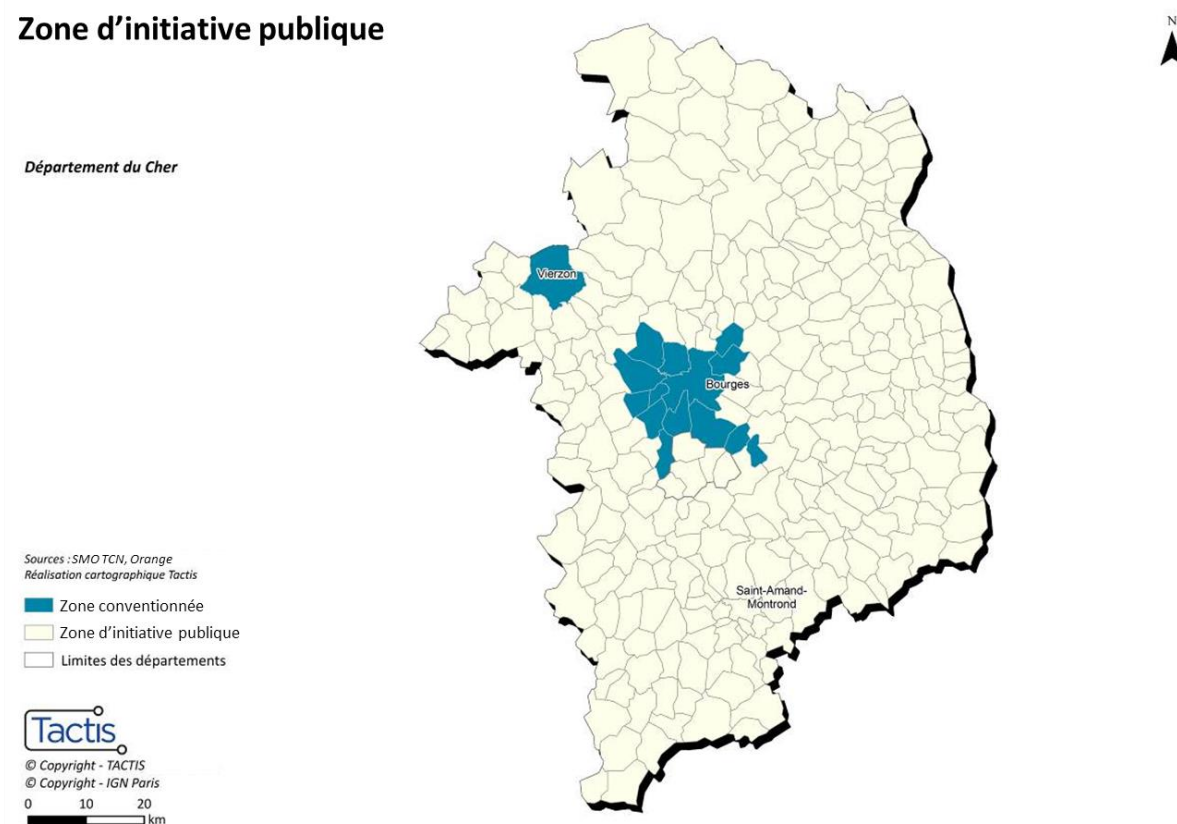 Zone d'initiative publique
N
Département du Cher
Vierzon
Bourges
Saint-Amand-
Montrond
Sources : SMO TCN, Orange
Réalisation cartographique Tactis
Zone conventionnée
Zone d'initiative publique
Limites des départements
Tactis
© Copyright - TACTIS
© Copyright - IGN Paris
0 10 20
km